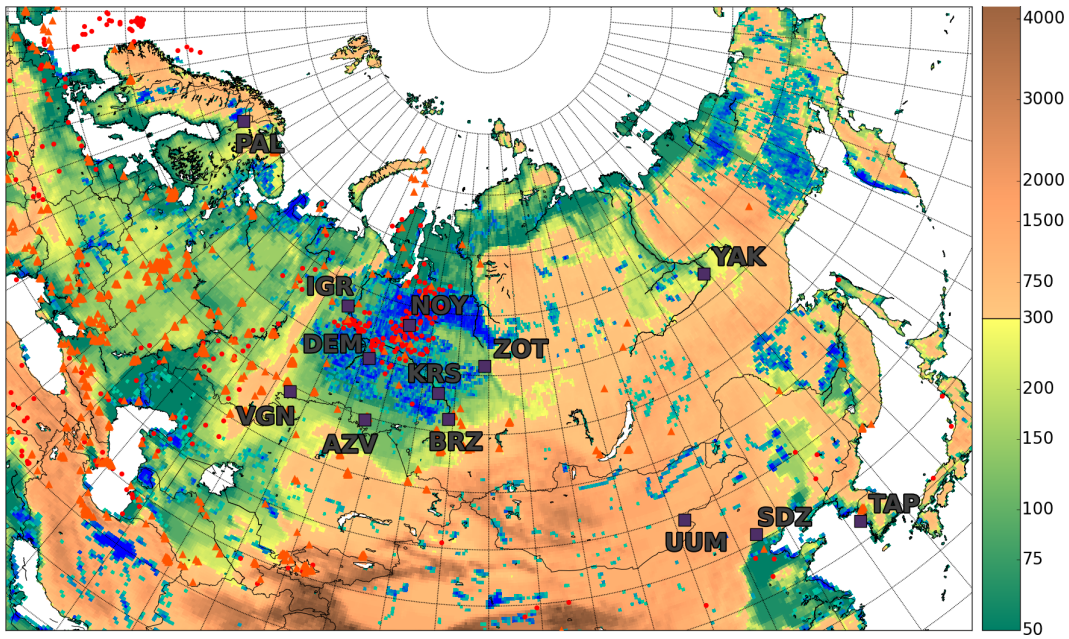 4000
PAL
3000
2000
1500
YAK
IGR
750
NOY
300
DEM
ZOT
KRS
200
VGN
AZV
BRZ
150
TAP
SDZ
100
UUM
75
50